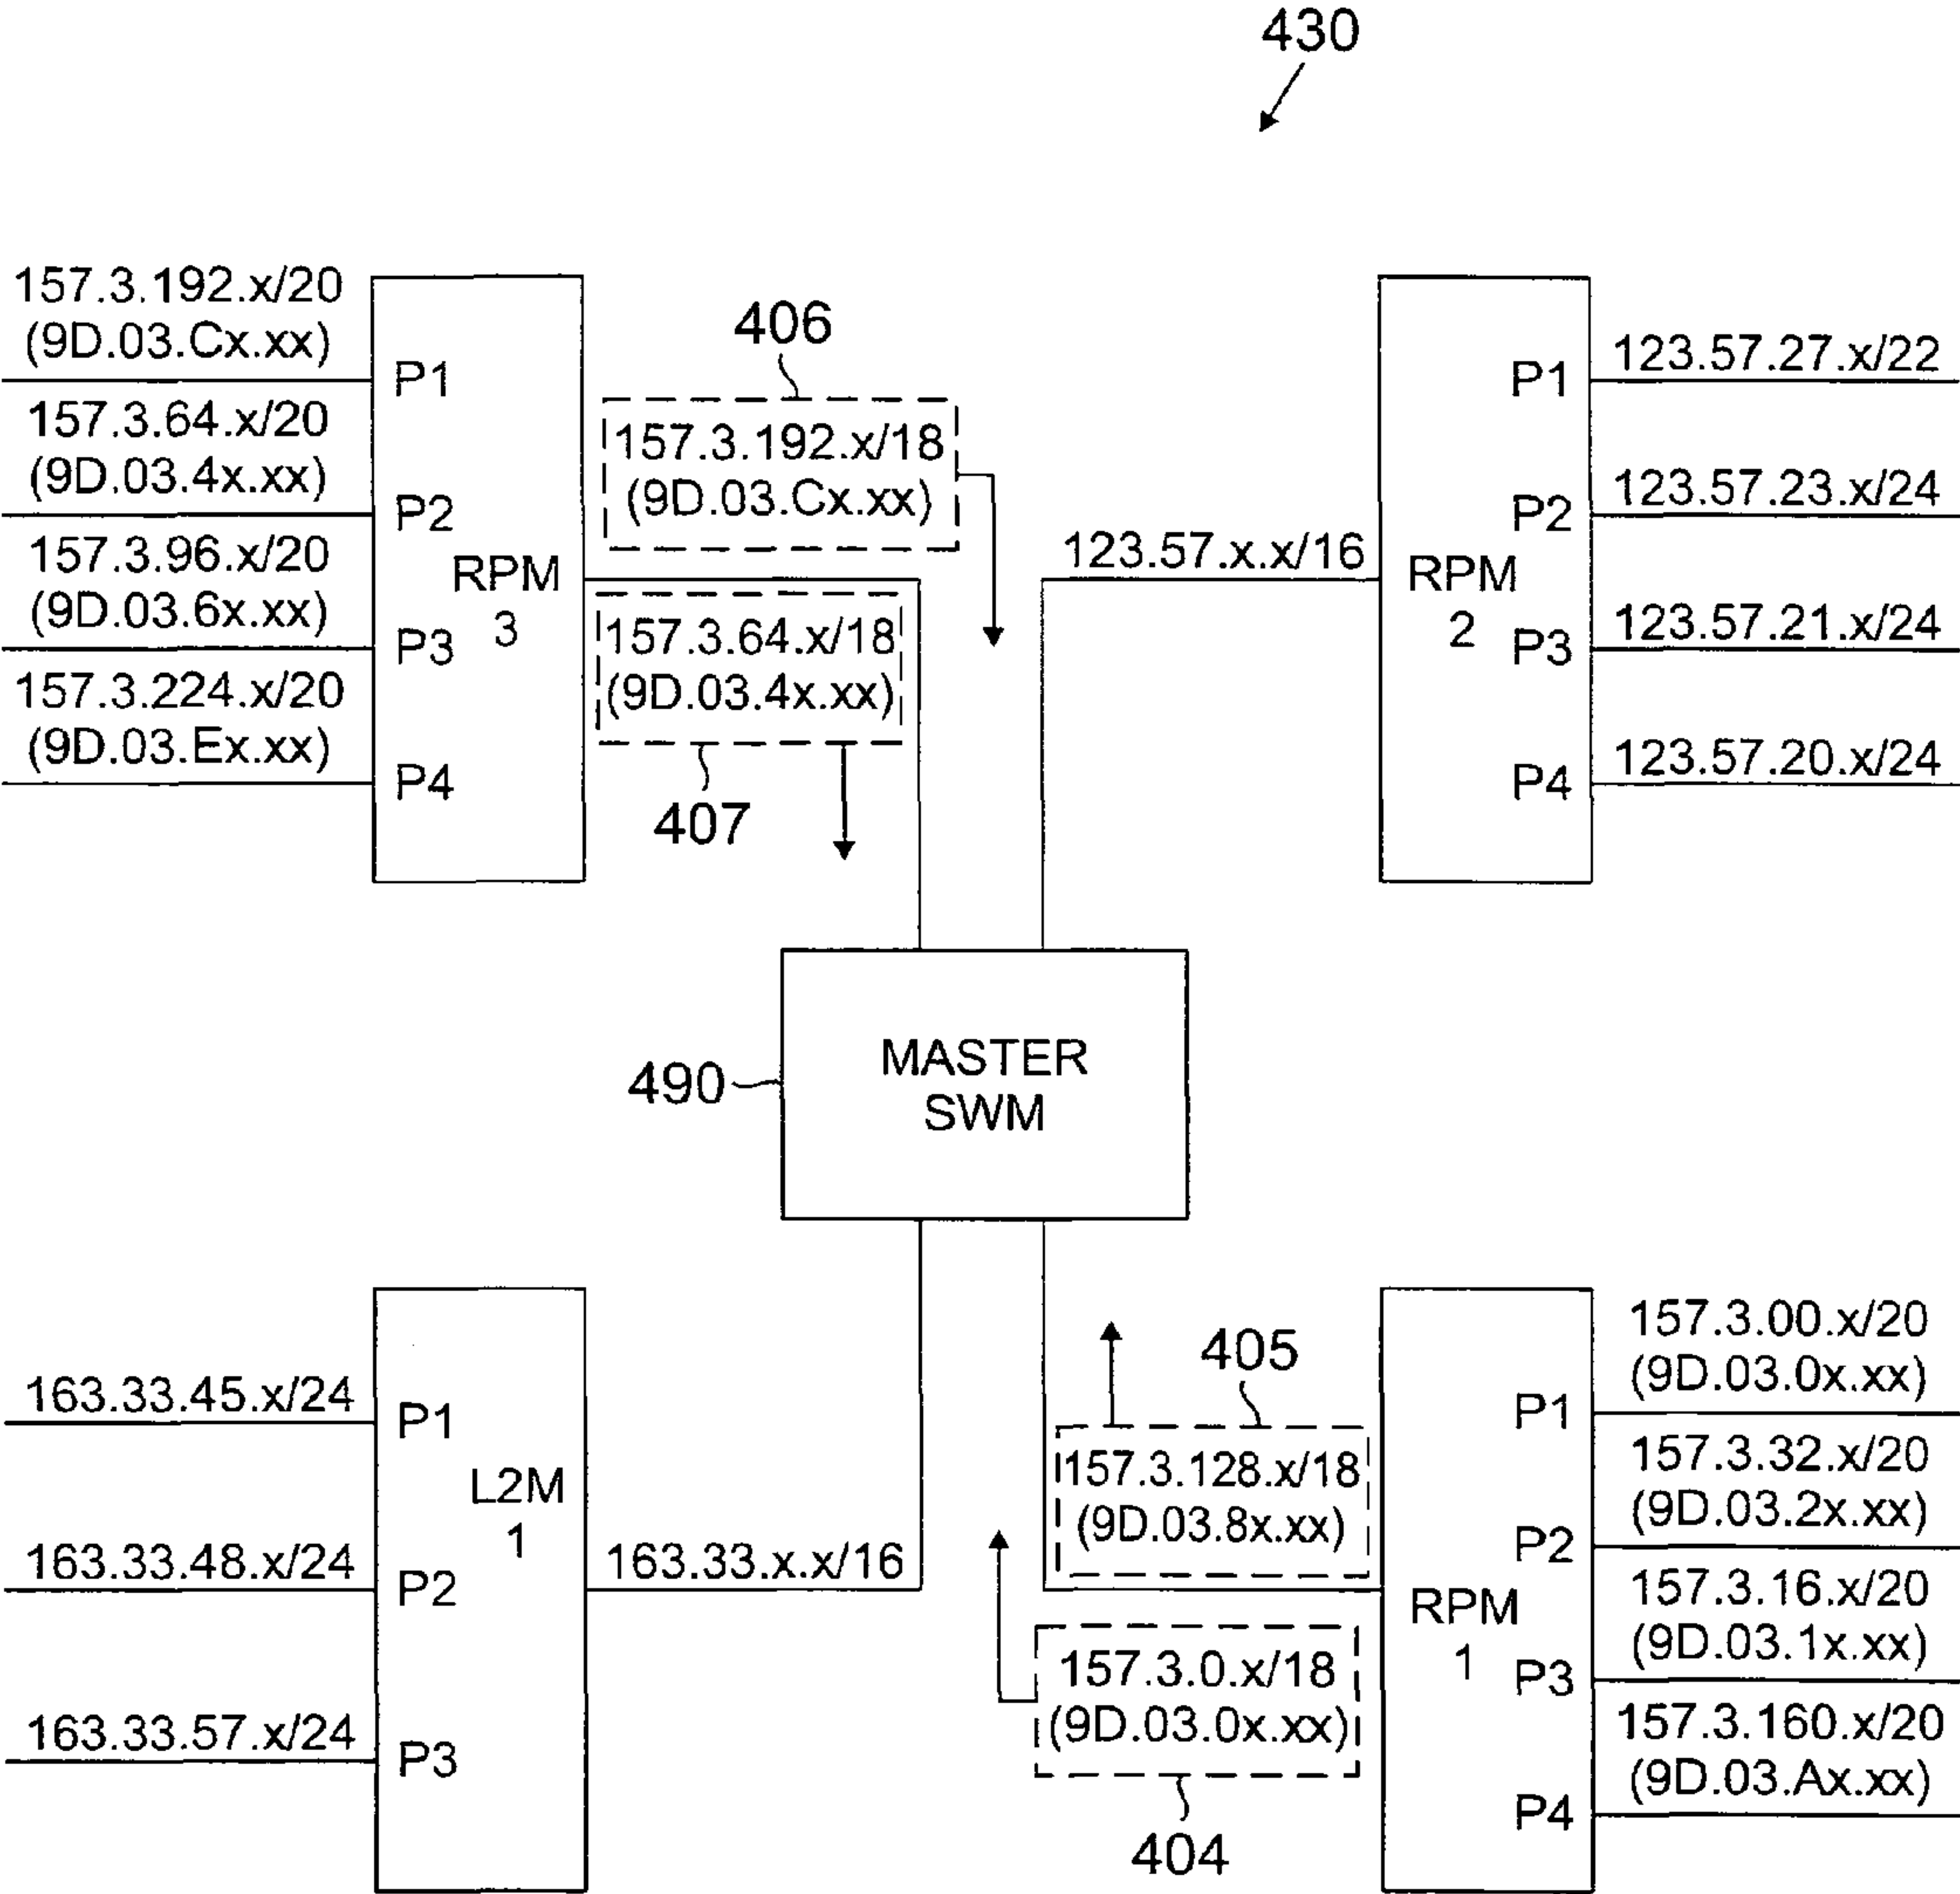 430
157.3.192.x/20
(9D.03.Cx.xx)
P1
157.3.64.x/20
(9D.03.4x.xx)
P2
157.3.96.x/20
(9D.03.6x.xx)
P3
157.3.224.x/20
(9D.03.Ex.xx)
P4
RPM
3
406
157.3.192.x/18
(9D.03.Cx.xx)
157.3.64.x/18
(9D.03.4x.xx)
407
123.57.x.x/16
RPM
2
P1
123.57.27.x/22
P2
123.57.23.x/24
P3
123.57.21.x/24
P4
123.57.20.x/24
490
MASTER
SWM
163.33.45.x/24
P1
163.33.48.x/24
P2
163.33.57.x/24
P3
L2M
1
163.33.x.x/16
405
157.3.128.x/18
(9D.03.8x.xx)
157.3.0.x/18
(9D.03.0x.xx)
404
RPM
1
157.3.00.x/20
(9D.03.0x.xx)
P1
157.3.32.x/20
(9D.03.2x.xx)
P2
157.3.16.x/20
(9D.03.1x.xx)
P3
157.3.160.x/20
(9D.03.Ax.xx)
P4